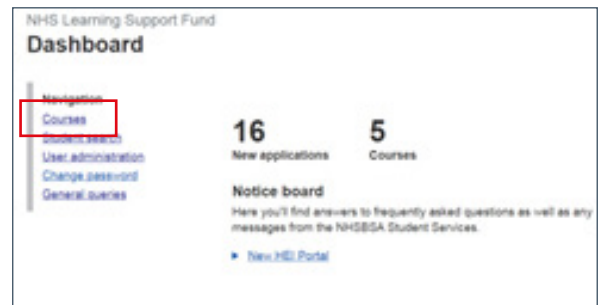 NHS Learning Support Fund
Dashboard
Navigation
Courses
Student search
User administration
Change password
General queries
16
New applications
5
Courses
Notice board
Here you'll find answers to frequently asked questions as well as any
messages from the NHSBSA Student Services.
New HEI Portal